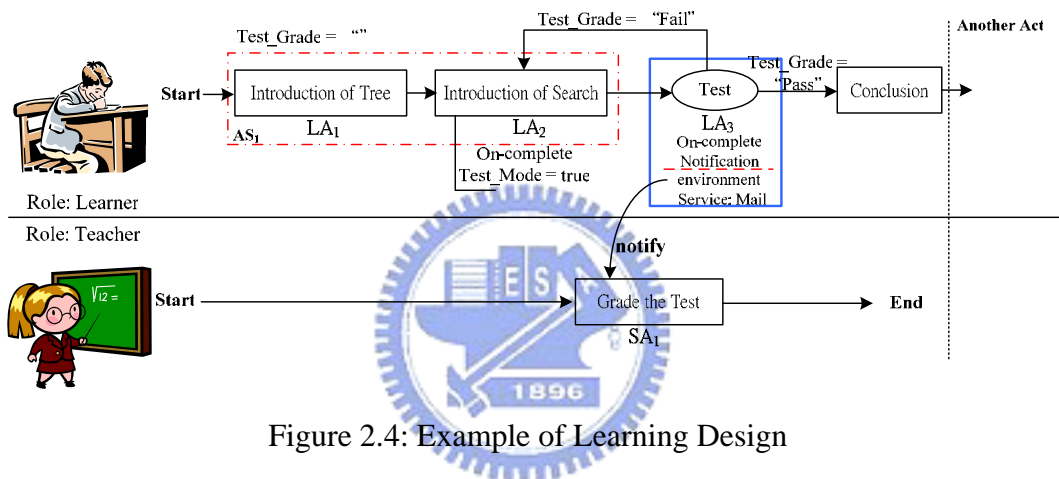 Another Act
Test_Grade = “”
Test_Grade = “Fail”
Test_Grade =
“Pass”
Start
Introduction of Tree
Introduction of Search
Test
Conclusion
AS1
LA1
LA2
LA3
On-complete
Test_Mode = true
On-complete
Notification
environment
Service: Mail
Role: Learner
Role: Teacher
notify
√12 =
Start
Grade the Test
End
SA1
E S
1896
Figure 2.4: Example of Learning Design